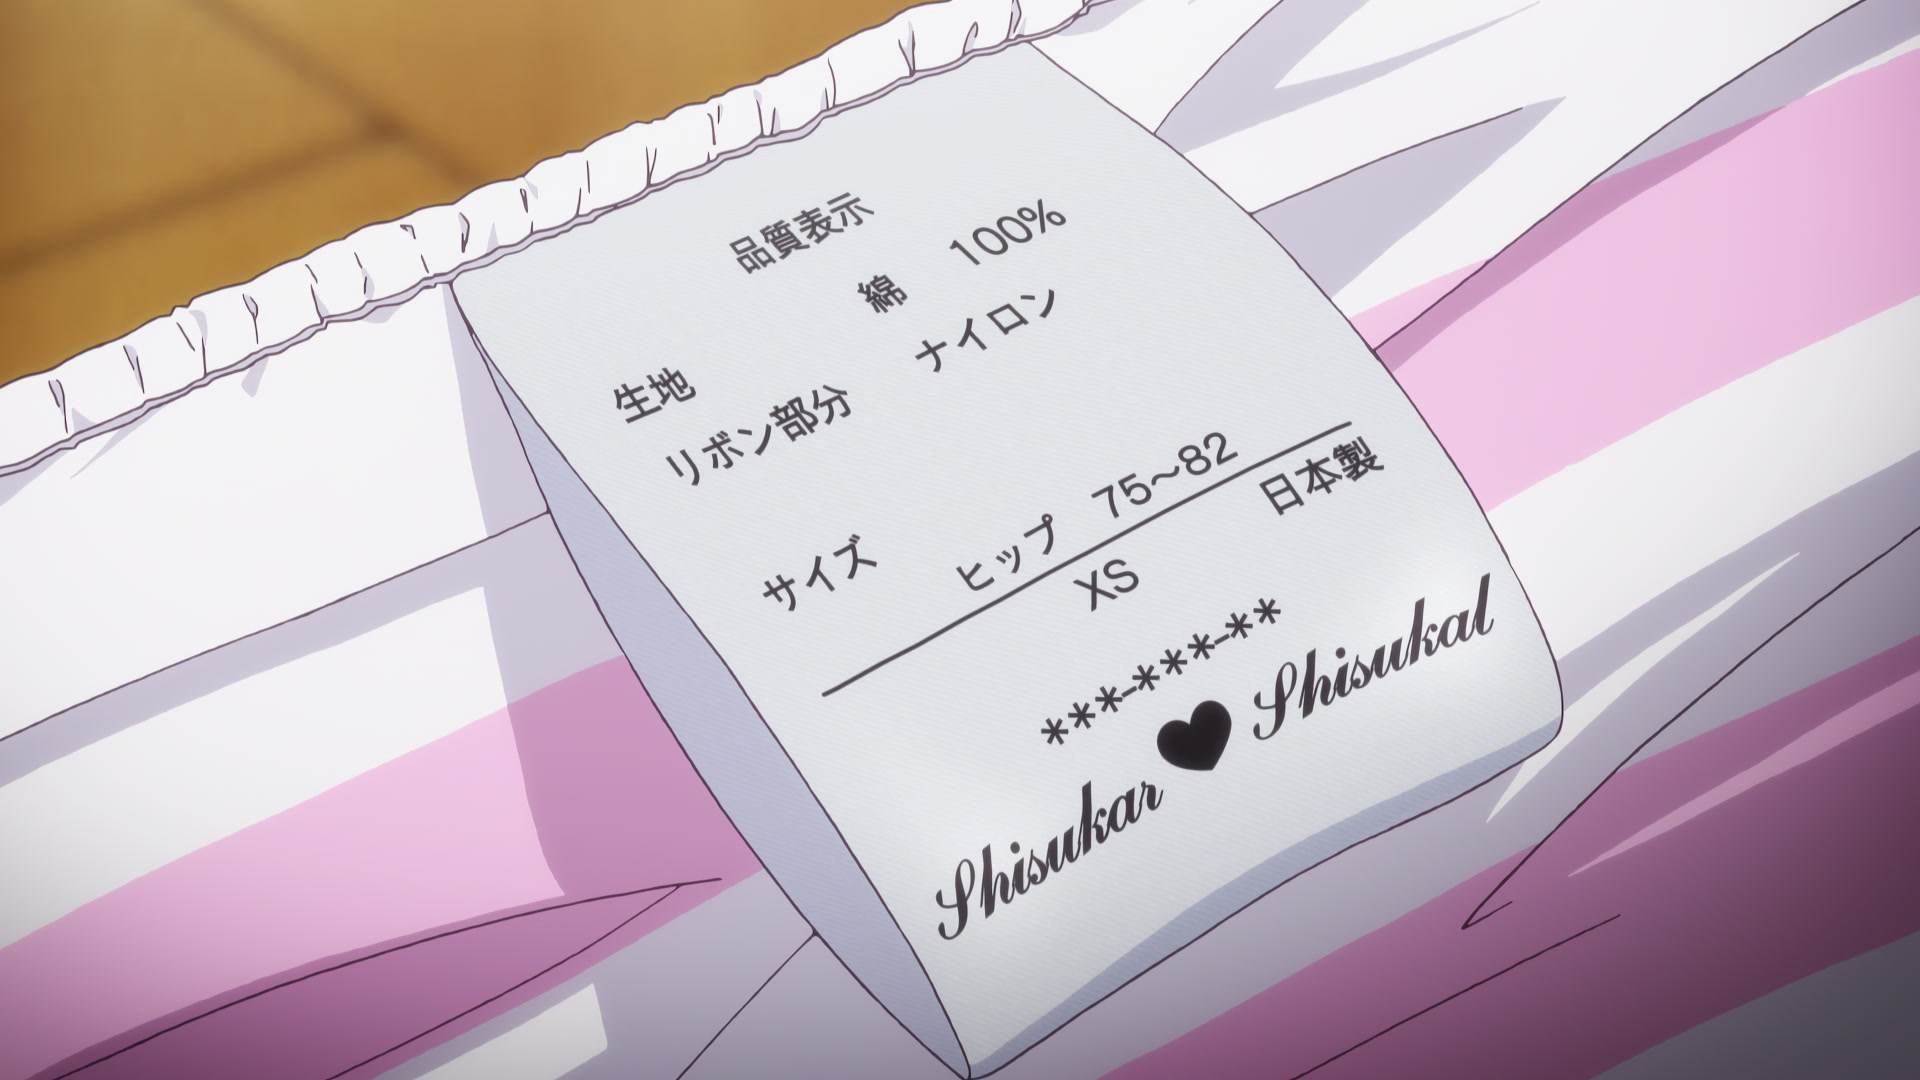 品質表示
生地 綿 100%
リボン部分 ナイロン
サイズ ヒップ 75~82
XS 日本製
***-***-**
Shisukar♥Shisukal